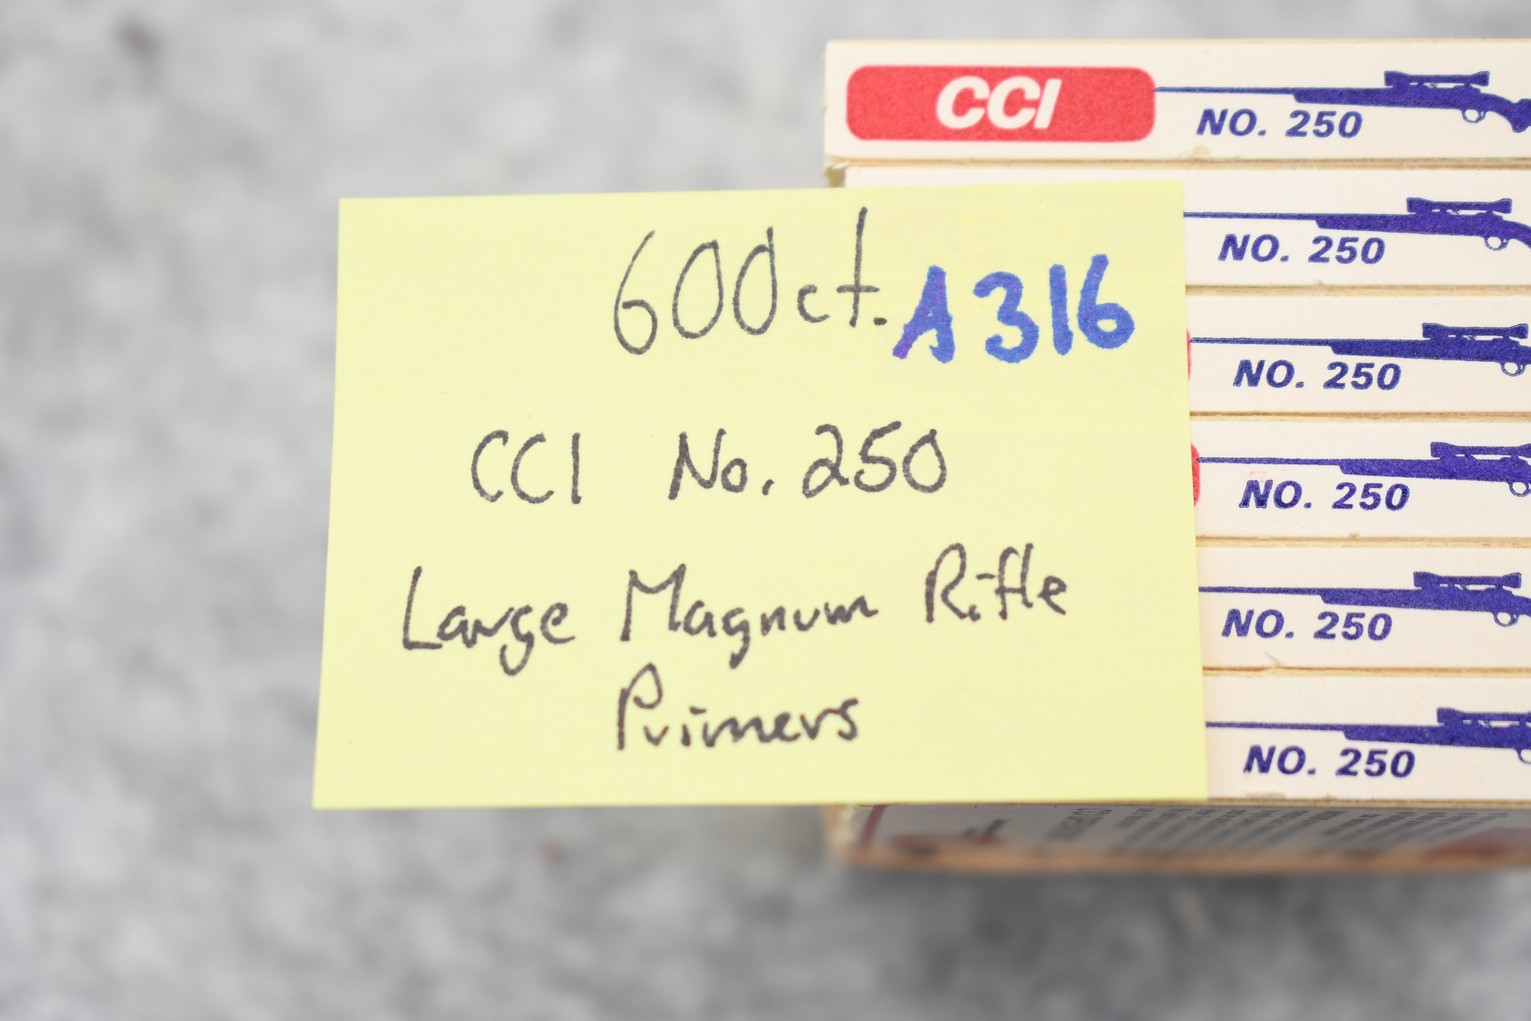 CCI
NO. 250
NO. 250
NO. 250
NO. 250
NO. 250
NO. 250
600ct. A316
CCI No. 250
Large Magnum Rifle
Primers